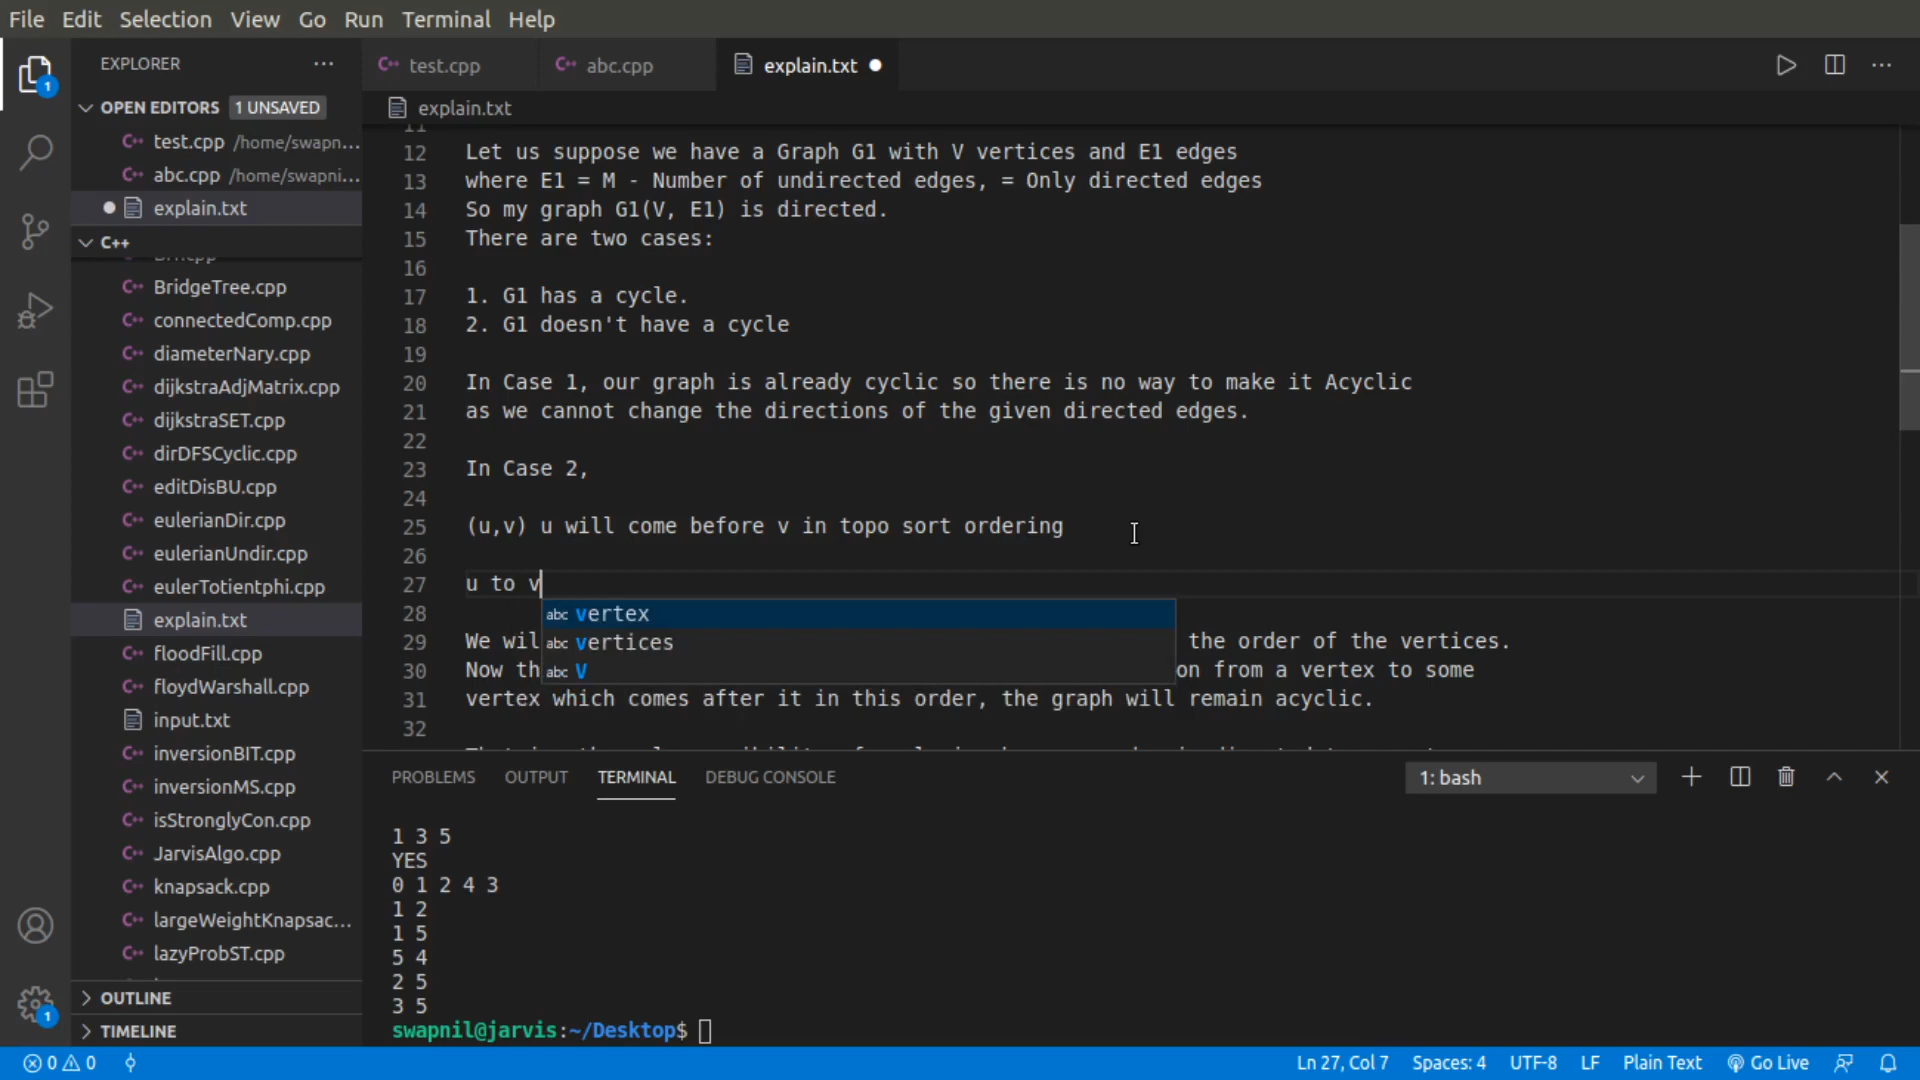 File Edit Selection View Go Run Terminal Help
EXPLORER
test.cpp
abc.cpp
explain.txt
1
OPEN EDITORS 1 UNSAVED
test.cpp /home/swapn...
abc.cpp /home/swapni...
explain.txt
C++
BridgeTree.cpp
connectedComp.cpp
diameterNary.cpp
dijkstraAdjMatrix.cpp
dijkstraSET.cpp
dirDFSCyclic.cpp
editDisBU.cpp
eulerianDir.cpp
eulerianUndir.cpp
eulerTotientphi.cpp
explain.txt
floodFill.cpp
floydWarshall.cpp
input.txt
inversionBIT.cpp
inversionMS.cpp
isStronglyCon.cpp
JarvisAlgo.cpp
knapsack.cpp
largeWeightKnapsac...
lazyProbST.cpp
OUTLINE
TIMELINE
1
explain.txt
11
12 Let us suppose we have a Graph G1 with V vertices and E1 edges
13 where E1 = M - Number of undirected edges, = Only directed edges
14 So my graph G1(V, E1) is directed.
15 There are two cases:
16
17 1. G1 has a cycle.
18 2. G1 doesn't have a cycle
19
20 In Case 1, our graph is already cyclic so there is no way to make it Acyclic
21 as we cannot change the directions of the given directed edges.
22
23 In Case 2,
24
25 (u,v) u will come before v in topo sort ordering
26
27 u to v
28
abc vertex
29 We wil
abc vertices
the order of the vertices.
30 Now th
abc V
on from a vertex to some
31 vertex which comes after it in this order, the graph will remain acyclic.
32
PROBLEMS OUTPUT TERMINAL DEBUG CONSOLE
1: bash
1 3 5
YES
0 1 2 4 3
1 2
1 5
5 4
2 5
3 5
swapnil@jarvis:~/Desktop$
0 0
Ln 27, Col 7 Spaces: 4 UTF-8 LF Plain Text Go Live